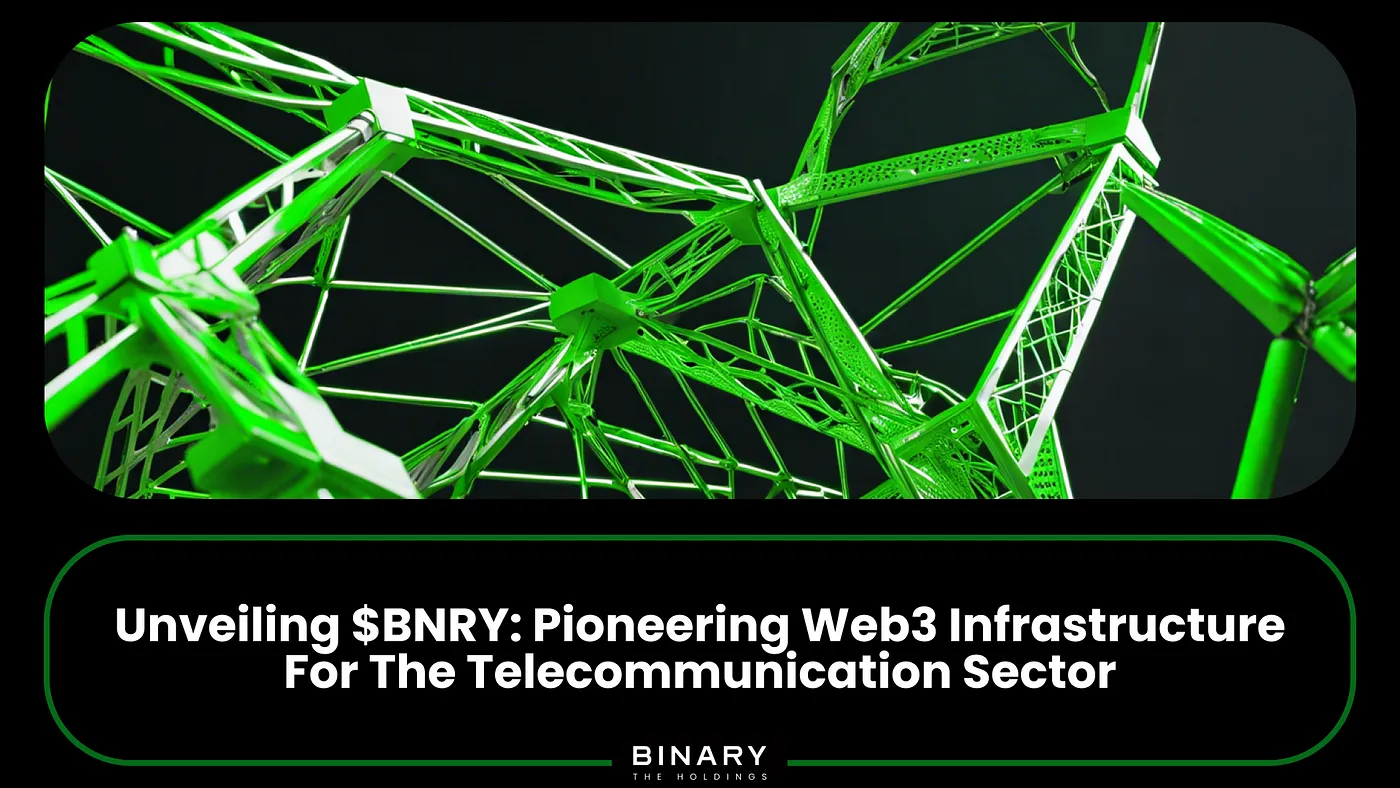 Unveiling $BNRY: Pioneering Web3 Infrastructure
For The Telecommunication Sector
BINARY
THE HOLDINGS